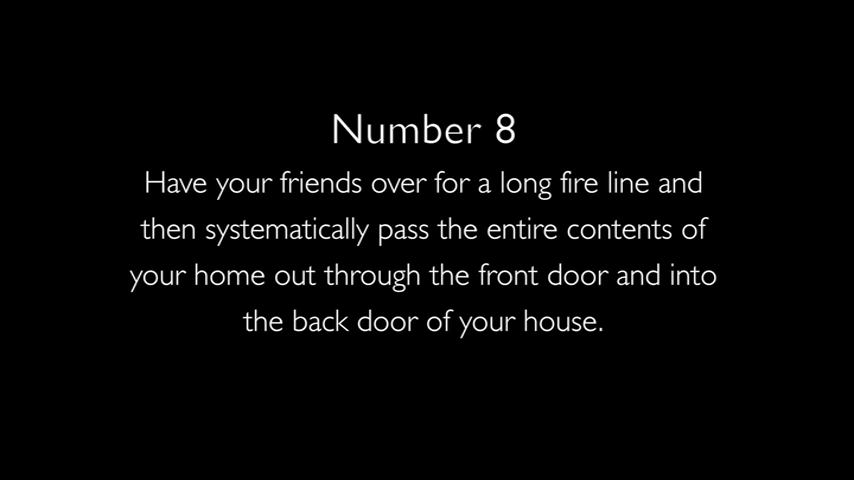 Number 8
Have your friends over for a long fire line and
then systematically pass the entire contents of
your home out through the front door and into
the back door of your house.